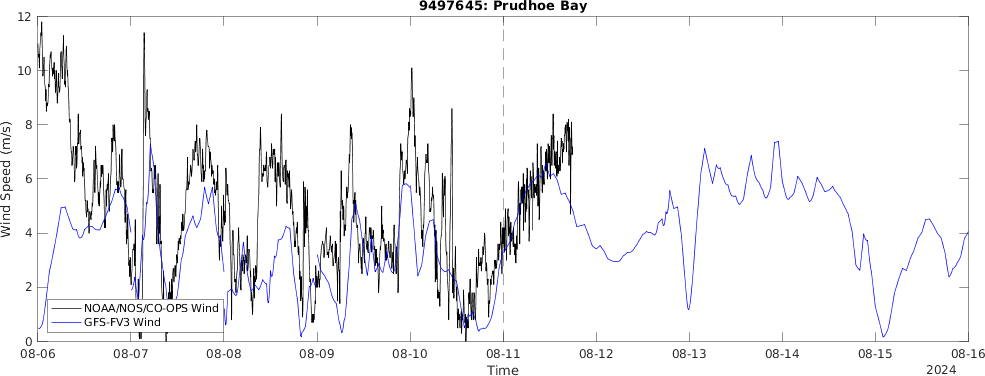 9497645: Prudhoe Bay
12
10
8
6
4
2
0
Wind Speed (m/s)
NOAA/NOS/CO-OPS Wind
GFS-FV3 Wind
08-06 08-07 08-08 08-09 08-10 08-11 08-12 08-13 08-14 08-15 08-16
Time
2024